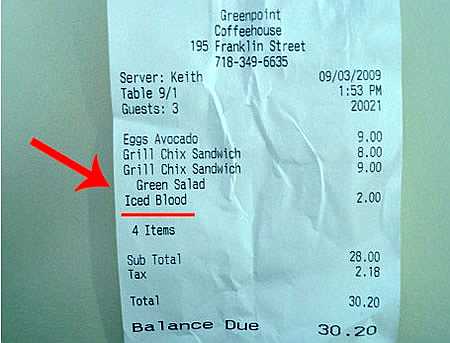 Greenpoint
Coffeehouse
195 Franklin Street
718-349-6635
Server: Keith 09/03/2009
Table 9/1 1:53 PM
Guests: 3 20021
Eggs Avocado 9.00
Grill Chix Sandwich 8.00
Grill Chix Sandwich 9.00
Green Salad
Iced Blood 2.00
4 Items
Sub Total 28.00
Tax 2.18
Total 30.20
Balance Due 30.20